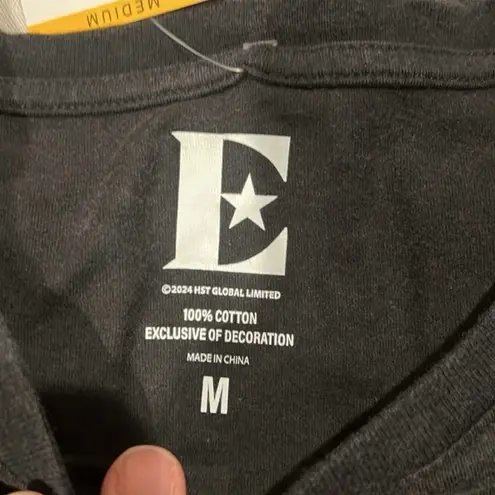 MEDIUM
E
©2024 HST GLOBAL LIMITED
100% COTTON
EXCLUSIVE OF DECORATION
MADE IN CHINA
M